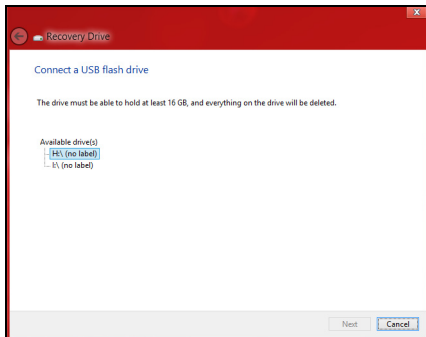 Recovery Drive
Connect a USB flash drive
The drive must be able to hold at least 16 GB, and everything on the drive will be deleted.
Available drive(s)
H:\ (no label)
I:\ (no label)
Next
Cancel